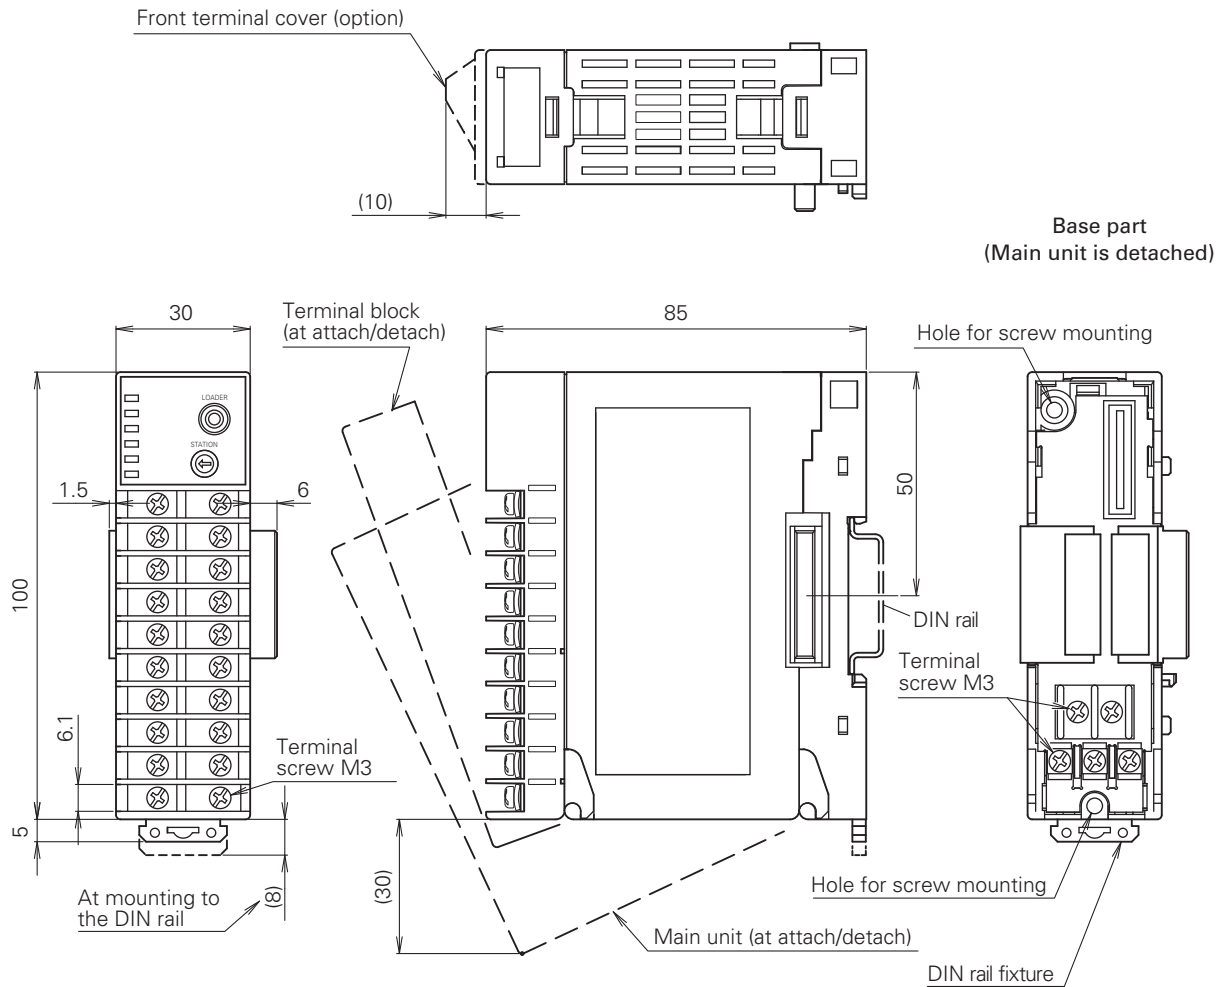 Front terminal cover (option)
(10)
Base part
(Main unit is detached)
30
Terminal block
(at attach/detach)
85
Hole for screw mounting
LOADER
STATION
1.5
6
50
100
DIN rail
Terminal
screw M3
6.1
Terminal
screw M3
5
(8)
(30)
At mounting to
the DIN rail
Hole for screw mounting
Main unit (at attach/detach)
DIN rail fixture